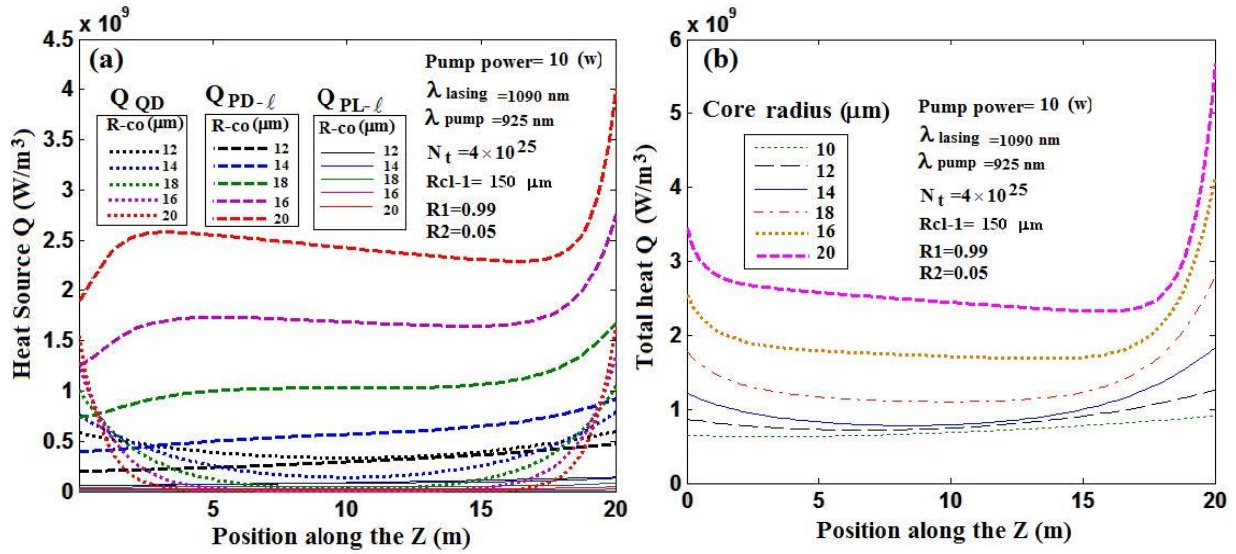 × 10^9
4.5
4
3.5
3
2.5
2
1.5
1
0.5
0
Heat Source Q (W/m^3)
(a)
Q_QD
R-co (μm)
12
14
18
16
20
Q_PD-ℓ
R-co (μm)
12
14
18
16
20
Q_PL-ℓ
R-co (μm)
12
14
18
16
20
Pump power= 10 (w)
λ lasing =1090 nm
λ pump =925 nm
N_t =4×10^25
Rcl-1= 150 μm
R1=0.99
R2=0.05
5 10 15 20
Position along the Z (m)
× 10^9
6
5
4
3
2
1
0
Total heat Q (W/m^3)
(b)
Core radius (μm)
10
12
14
18
16
20
Pump power= 10 (w)
λ lasing =1090 nm
λ pump =925 nm
N_t =4×10^25
Rcl-1= 150 μm
R1=0.99
R2=0.05
0 5 10 15 20
Position along the Z (m)